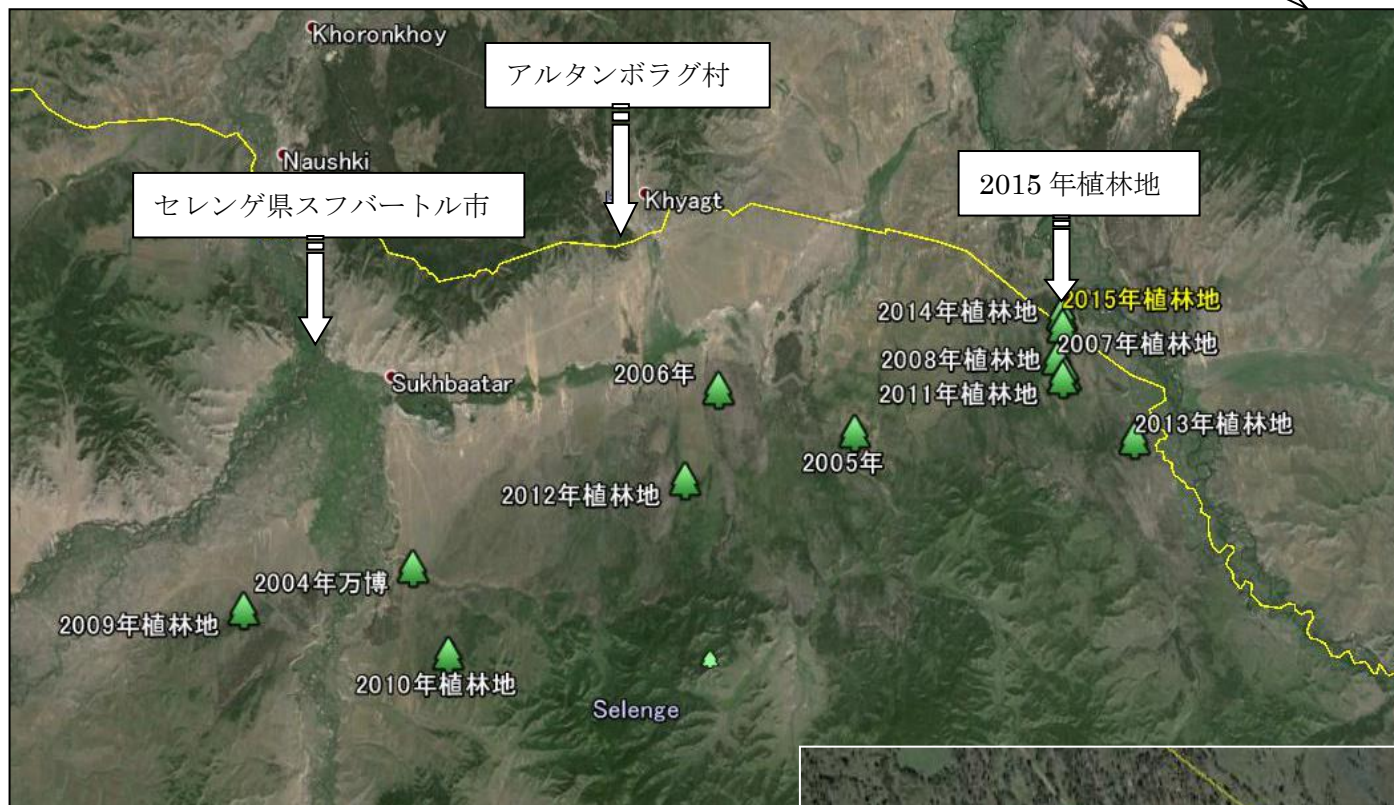 Khoronkhoy
アルタンボラグ村
Naushki
2015 年植林地
セレンゲ県スフバートル市
Khyagt
2015年植林地
2014年植林地
2007年植林地
2008年植林地
2006年
Sukhbaatar
2011年植林地
2013年植林地
2005年
2012年植林地
2004年万博
2009年植林地
2010年植林地
Selenge